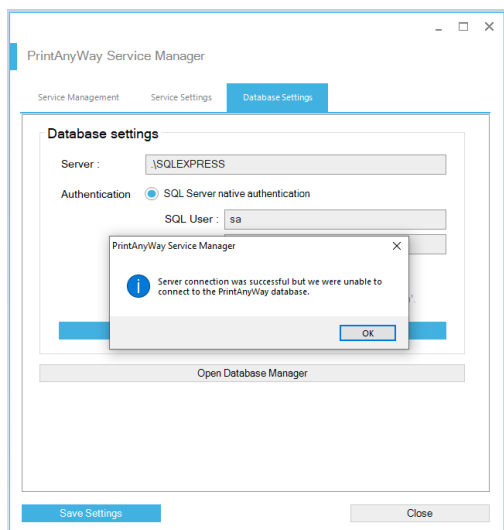 PrintAnyWay Service Manager
Service Management Service Settings Database Settings
Database settings
Server : .\SQLEXPRESS
Authentication SQL Server native authentication
SQL User : sa
PrintAnyWay Service Manager
Server connection was successful but we were unable to
connect to the PrintAnyWay database.
OK
Open Database Manager
Save Settings Close